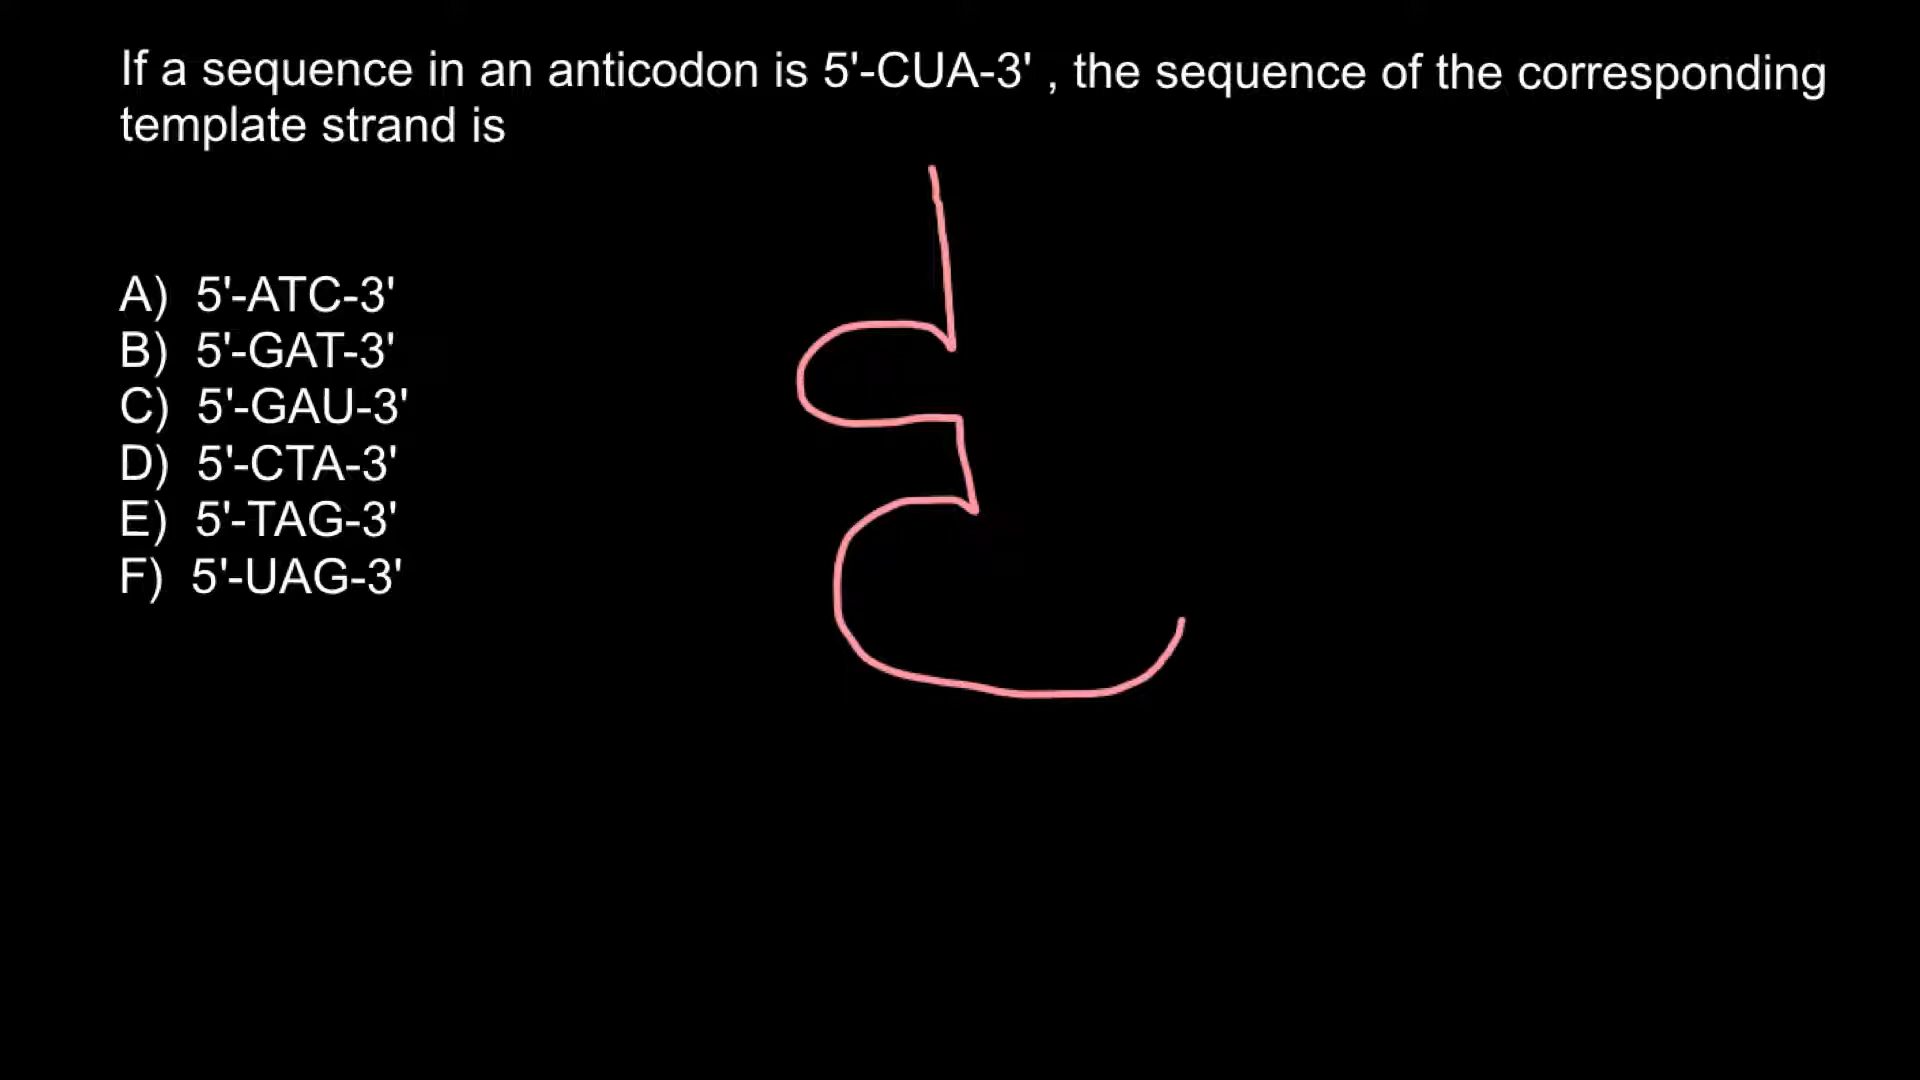 If a sequence in an anticodon is 5'-CUA-3' , the sequence of the corresponding
template strand is
A) 5'-ATC-3'
B) 5'-GAT-3'
C) 5'-GAU-3'
D) 5'-CTA-3'
E) 5'-TAG-3'
F) 5'-UAG-3'